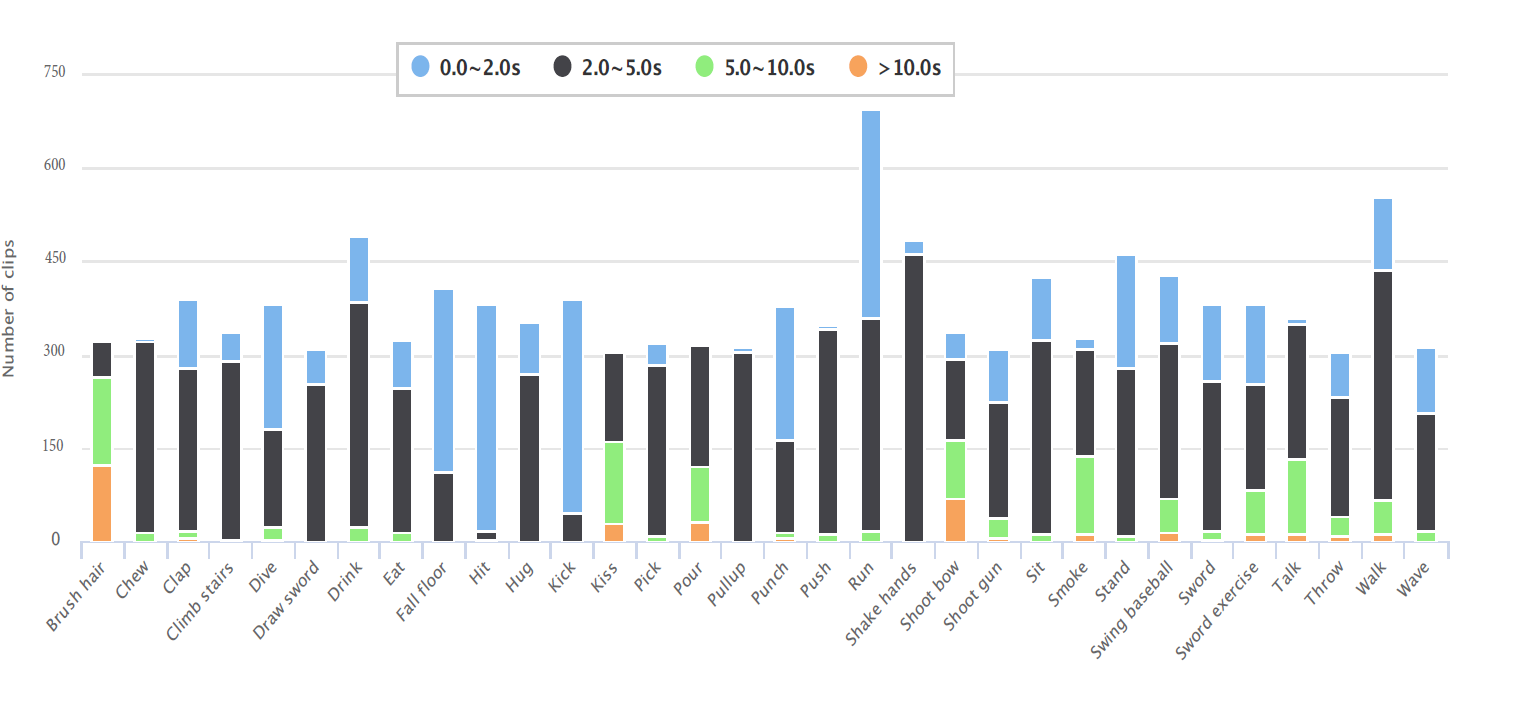 0.0~2.0s 2.0~5.0s 5.0~10.0s >10.0s
Number of clips
750
600
450
300
150
0
Brush hair
Chew
Clap
Climb stairs
Dive
Draw sword
Drink
Eat
Fall floor
Hit
Hug
Kick
Kiss
Pick
Pour
Pullup
Punch
Push
Run
Shake hands
Shoot bow
Shoot gun
Sit
Smoke
Stand
Swing baseball
Sword
Sword exercise
Talk
Throw
Walk
Wave